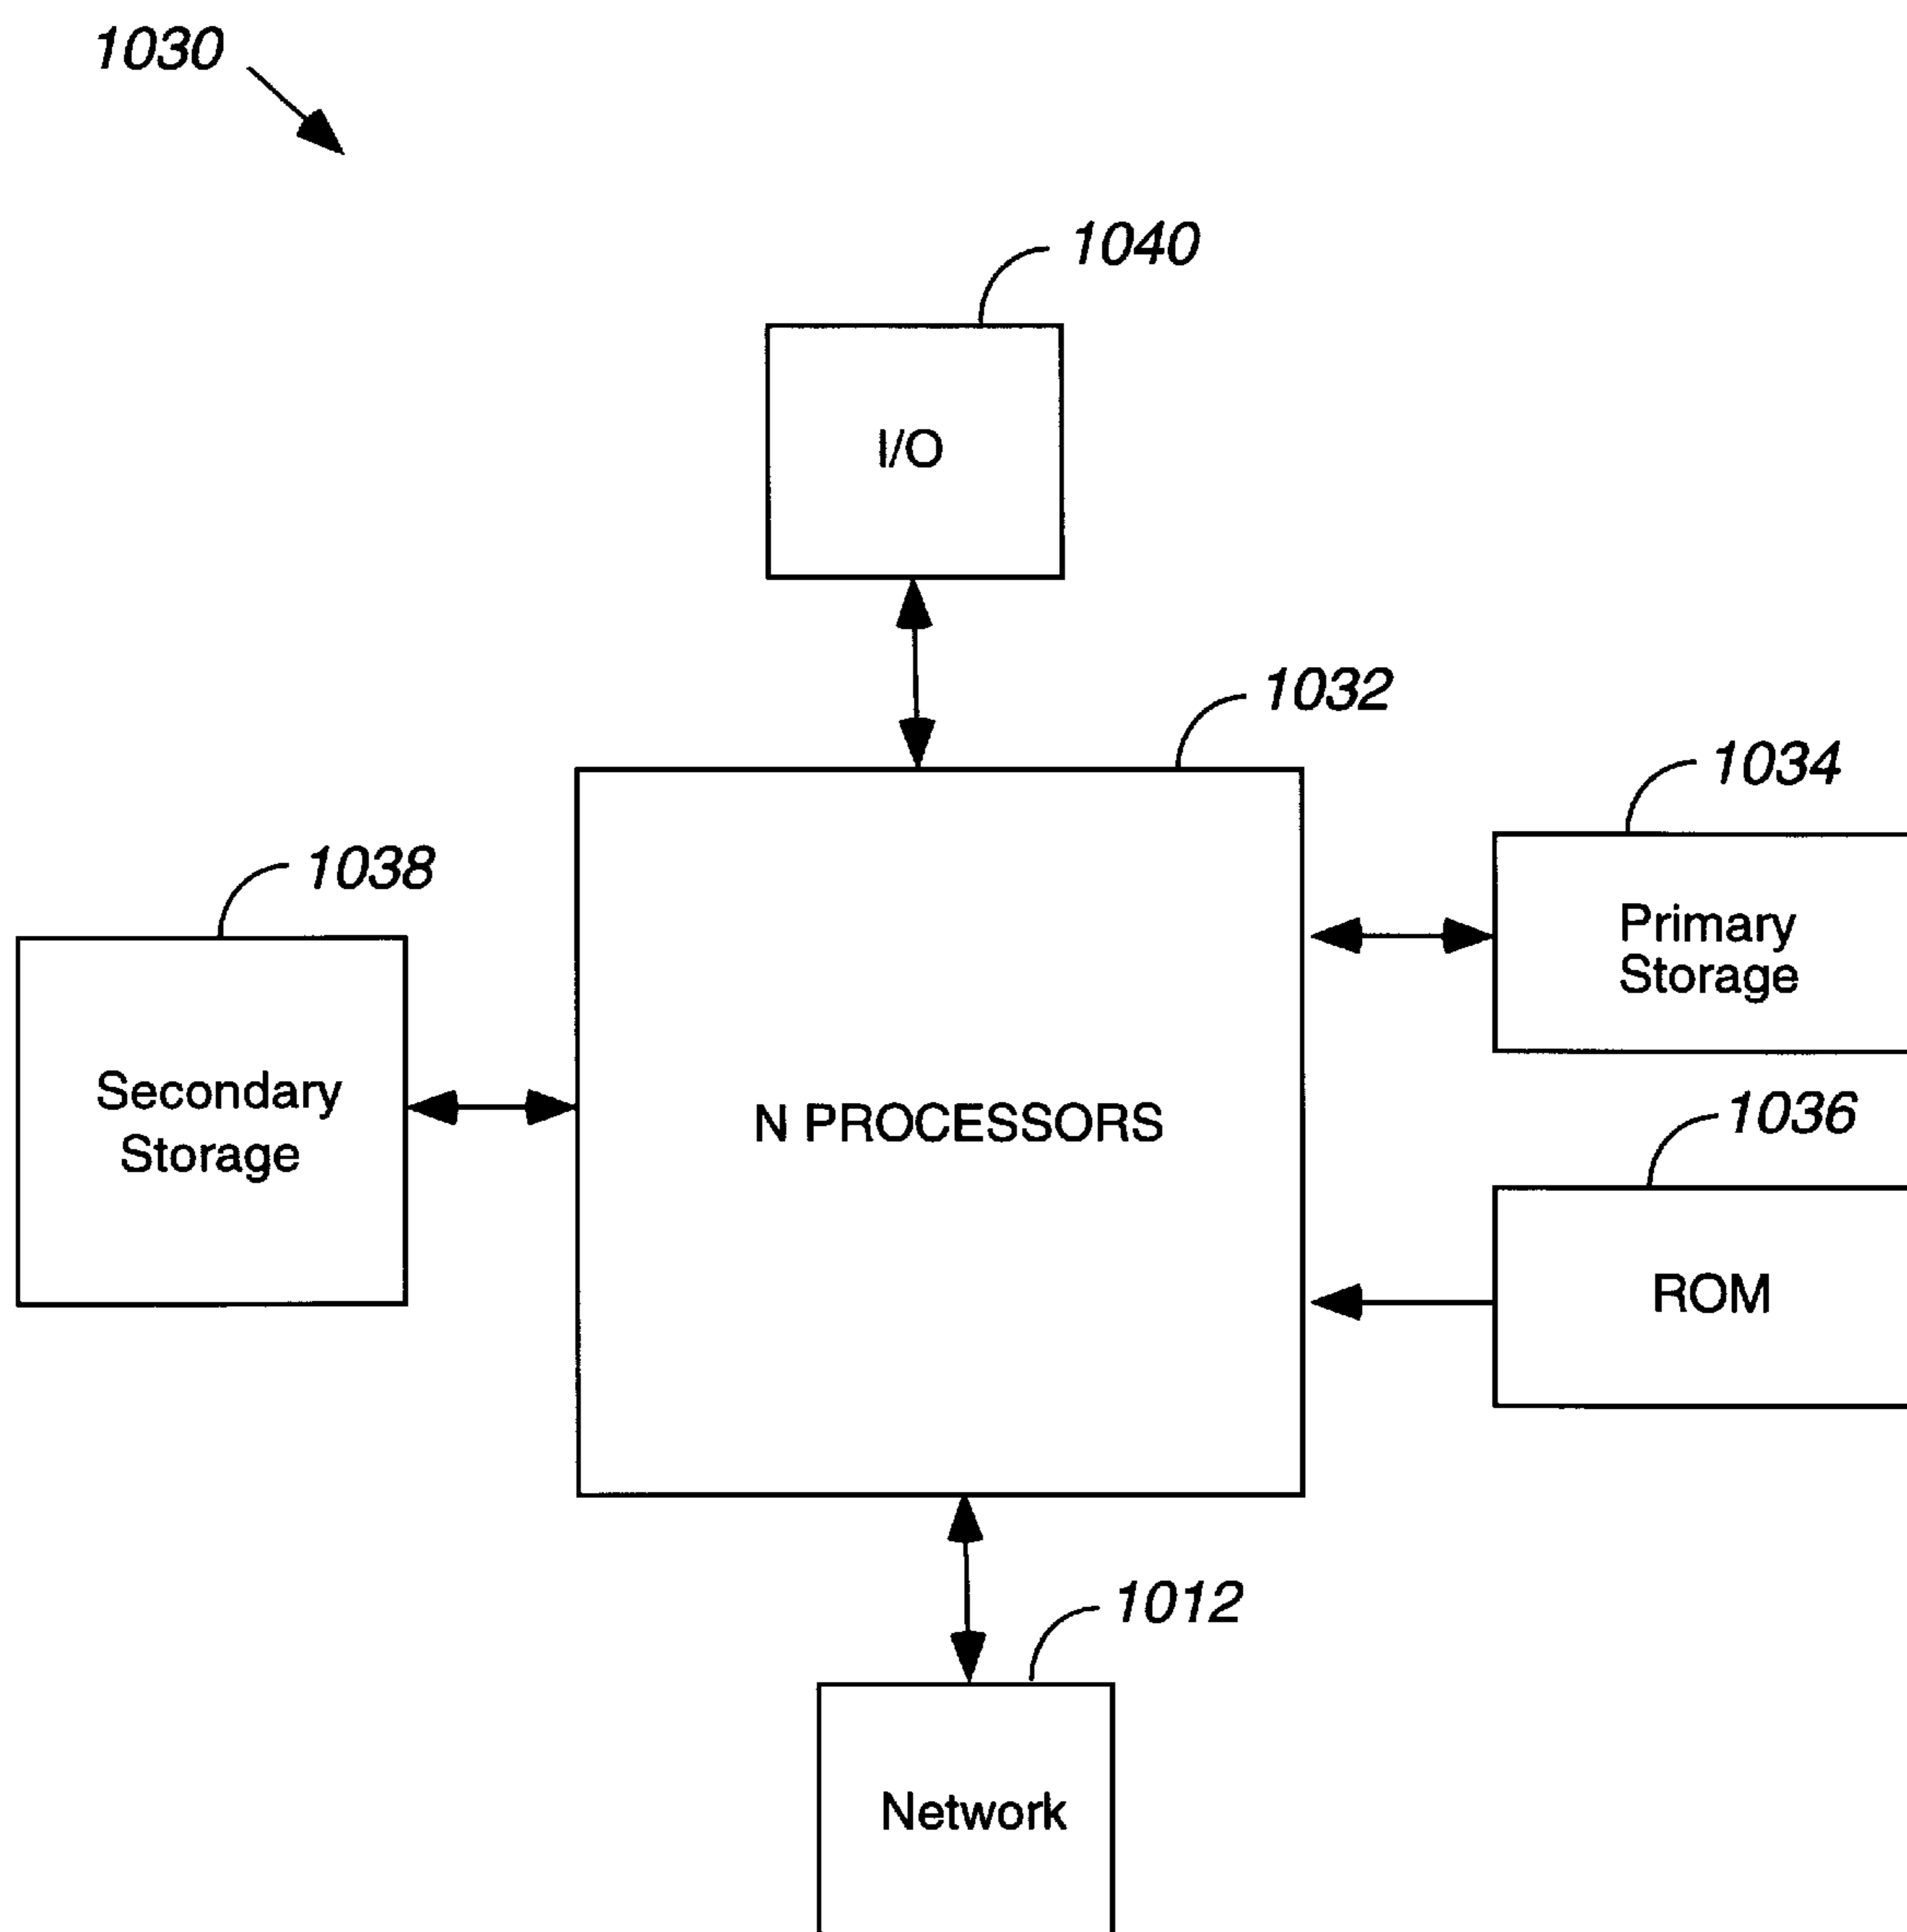 1030
1040
I/O
1032
1034
Primary
Storage
1038
Secondary
Storage
N PROCESSORS
1036
ROM
1012
Network